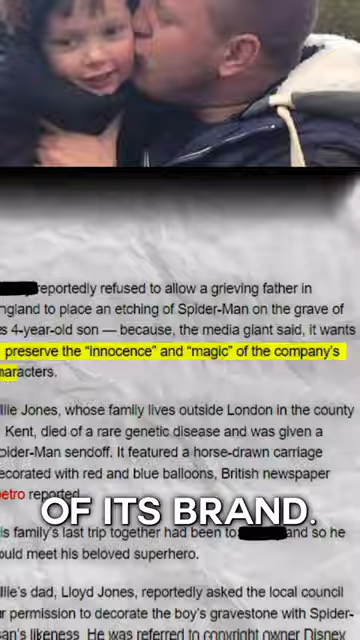 reportedly refused to allow a grieving father in
ngland to place an etching of Spider-Man on the grave of
s 4-year-old son — because, the media giant said, it wants
preserve the “innocence” and “magic” of the company’s
haracters.
llie Jones, whose family lives outside London in the county
Kent, died of a rare genetic disease and was given a
pider-Man sendoff. It featured a horse-drawn carriage
ecorated with red and blue balloons, British newspaper
etro reported.
OF ITS BRAND.
is family’s last trip together had been to and so he
ould meet his beloved superhero.
llie’s dad, Lloyd Jones, reportedly asked the local council
r permission to decorate the boy’s gravestone with Spider-
an’s likeness. He was referred to copyright owner Disney,